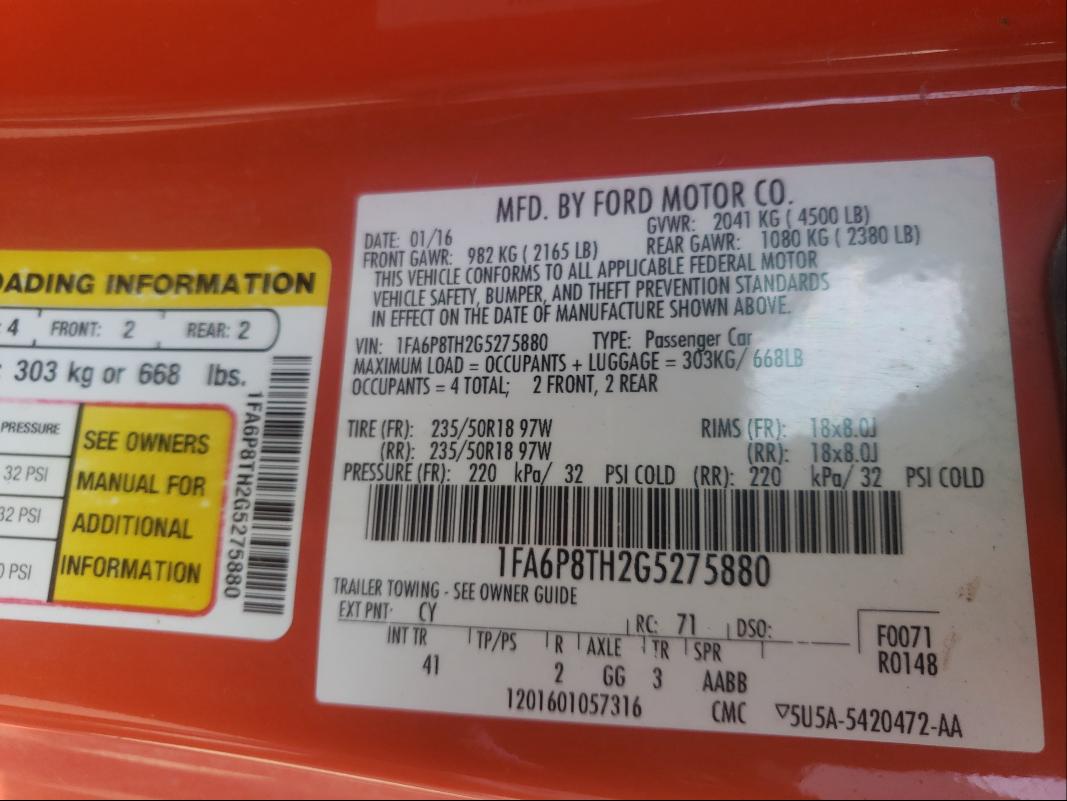 OADING INFORMATION
4 FRONT: 2 REAR: 2
: 303 kg or 668 lbs.
PRESSURE
32 PSI
32 PSI
0 PSI
SEE OWNERS
MANUAL FOR
ADDITIONAL
INFORMATION
1FA6P8TH2G5275880
MFD. BY FORD MOTOR CO.
DATE: 01/16 GVWR: 2041 KG ( 4500 LB)
FRONT GAWR: 982 KG ( 2165 LB) REAR GAWR: 1080 KG ( 2380 LB)
THIS VEHICLE CONFORMS TO ALL APPLICABLE FEDERAL MOTOR
VEHICLE SAFETY, BUMPER, AND THEFT PREVENTION STANDARDS
IN EFFECT ON THE DATE OF MANUFACTURE SHOWN ABOVE.
VIN: 1FA6P8TH2G5275880 TYPE: Passenger Car
MAXIMUM LOAD = OCCUPANTS + LUGGAGE = 303KG/ 668LB
OCCUPANTS = 4 TOTAL; 2 FRONT, 2 REAR
TIRE (FR): 235/50R18 97W RIMS (FR): 18x8.0J
(RR): 235/50R18 97W (RR): 18x8.0J
PRESSURE (FR): 220 kPa/ 32 PSI COLD (RR): 220 kPa/ 32 PSI COLD
1FA6P8TH2G5275880
TRAILER TOWING - SEE OWNER GUIDE
EXT PNT: CY RC: 71 DSO:
INT TR TP/PS R AXLE TR SPR
41 2 GG 3 AABB
F0071
R0148
1201601057316 CMC ▽5U5A-5420472-AA